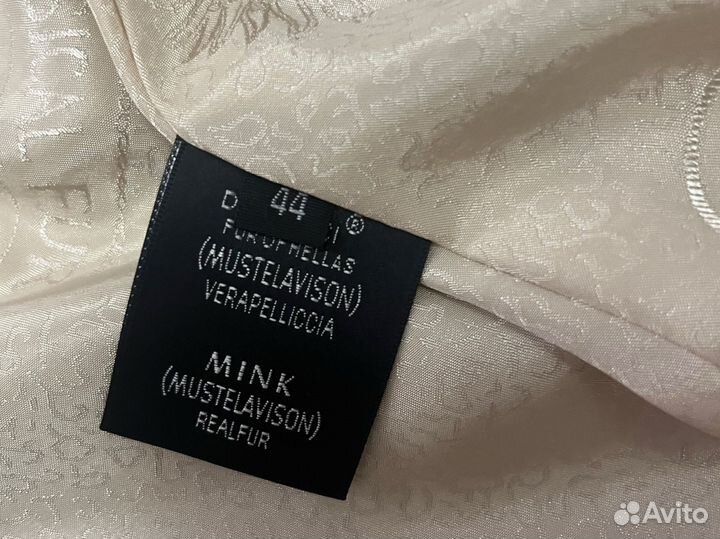 44
®
FUR OF HELLAS
(MUSTELAVISON)
VERAPELLICCIA
MINK
(MUSTELAVISON)
REALFUR
Avito